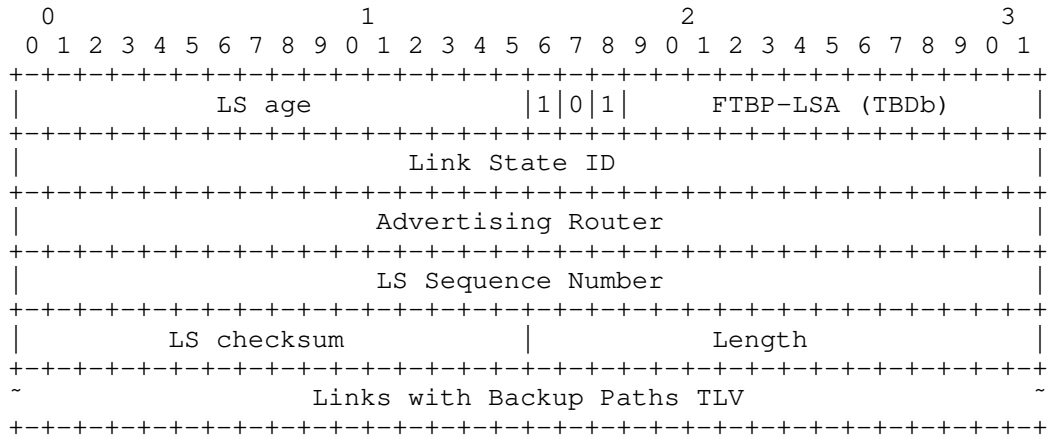 0                   1                   2                   3
 0 1 2 3 4 5 6 7 8 9 0 1 2 3 4 5 6 7 8 9 0 1 2 3 4 5 6 7 8 9 0 1
+-+-+-+-+-+-+-+-+-+-+-+-+-+-+-+-+-+-+-+-+-+-+-+-+-+-+-+-+-+-+-+-+
|            LS age             |1|0|1|     FTBP-LSA (TBDb)     |
+-+-+-+-+-+-+-+-+-+-+-+-+-+-+-+-+-+-+-+-+-+-+-+-+-+-+-+-+-+-+-+-+
|                        Link State ID                          |
+-+-+-+-+-+-+-+-+-+-+-+-+-+-+-+-+-+-+-+-+-+-+-+-+-+-+-+-+-+-+-+-+
|                      Advertising Router                       |
+-+-+-+-+-+-+-+-+-+-+-+-+-+-+-+-+-+-+-+-+-+-+-+-+-+-+-+-+-+-+-+-+
|                      LS Sequence Number                       |
+-+-+-+-+-+-+-+-+-+-+-+-+-+-+-+-+-+-+-+-+-+-+-+-+-+-+-+-+-+-+-+-+
|         LS checksum           |           Length              |
+-+-+-+-+-+-+-+-+-+-+-+-+-+-+-+-+-+-+-+-+-+-+-+-+-+-+-+-+-+-+-+-+
~                  Links with Backup Paths TLV                  ~
+-+-+-+-+-+-+-+-+-+-+-+-+-+-+-+-+-+-+-+-+-+-+-+-+-+-+-+-+-+-+-+-+